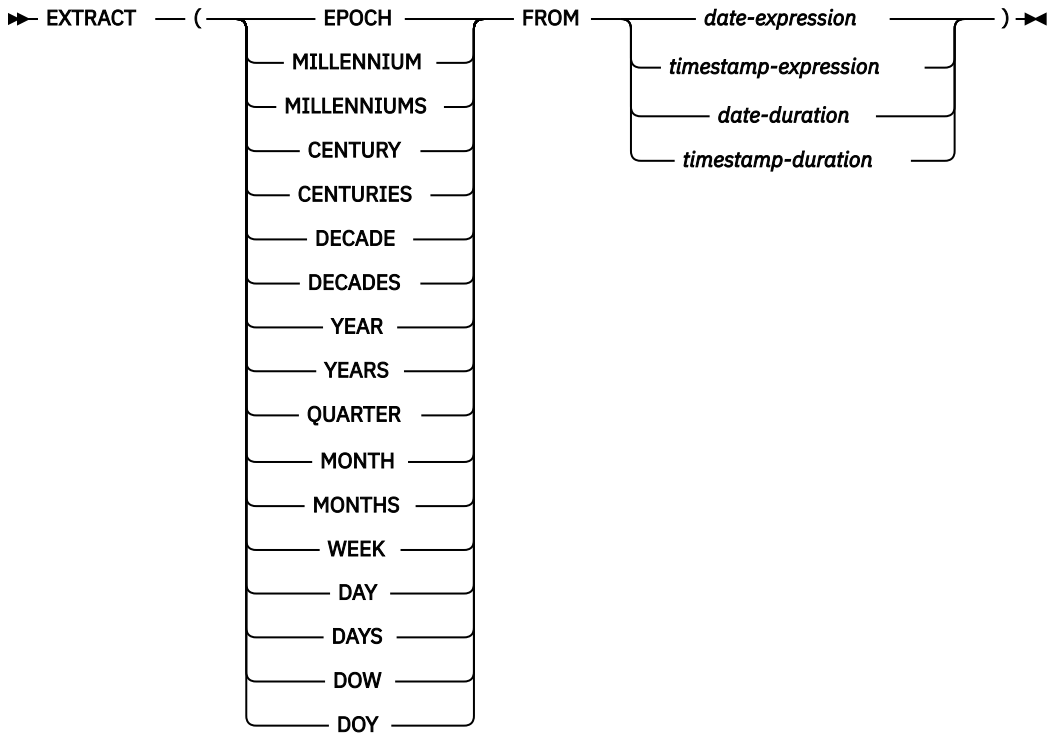 EXTRACT ( EPOCH FROM date-expression )
MILLENNIUM timestamp-expression
MILLENNIUMS date-duration
CENTURY timestamp-duration
CENTURIES
DECADE
DECADES
YEAR
YEARS
QUARTER
MONTH
MONTHS
WEEK
DAY
DAYS
DOW
DOY